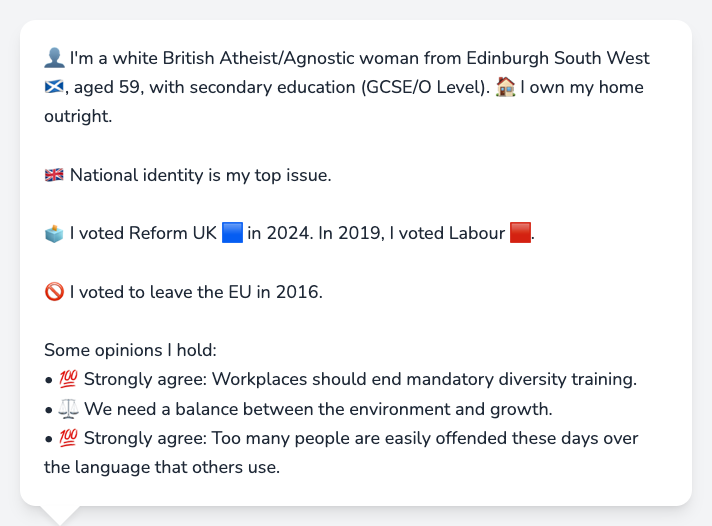 👤 I'm a white British Atheist/Agnostic woman from Edinburgh South West
🏴󠁧󠁢󠁳󠁣󠁴󠁿, aged 59, with secondary education (GCSE/O Level). 🏠 I own my home
outright.
🇬🇧 National identity is my top issue.
🗳️ I voted Reform UK 🟦 in 2024. In 2019, I voted Labour 🟥.
🚫 I voted to leave the EU in 2016.
Some opinions I hold:
• 💯 Strongly agree: Workplaces should end mandatory diversity training.
• ⚖️ We need a balance between the environment and growth.
• 💯 Strongly agree: Too many people are easily offended these days over
the language that others use.